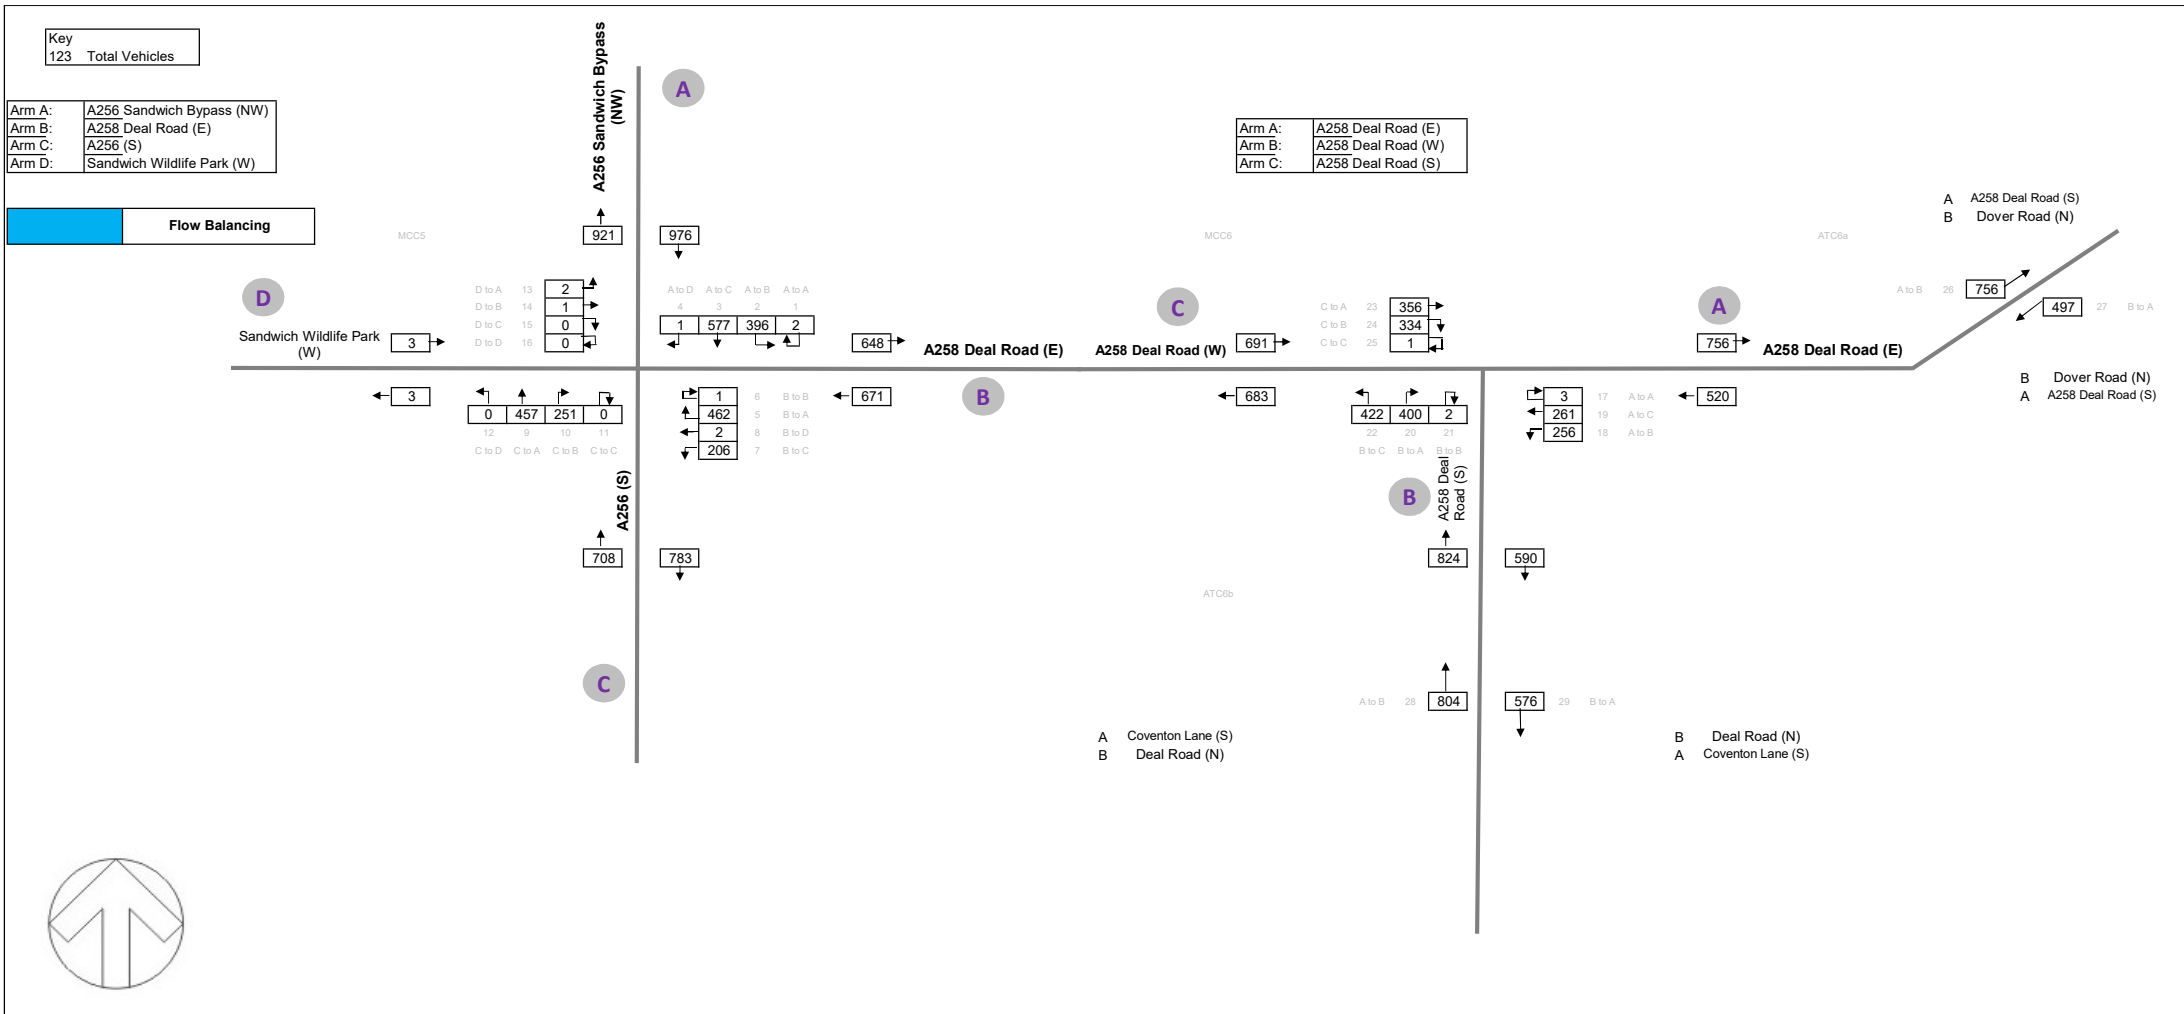 Key
123 Total Vehicles
Arm A: A256 Sandwich Bypass (NW)
Arm B: A258 Deal Road (E)
Arm C: A256 (S)
Arm D: Sandwich Wildlife Park (W)
Flow Balancing
A256 Sandwich Bypass
(NW)
A
921
976
MCC5
D
Sandwich Wildlife Park
(W)
3
D to A 13 2
D to B 14 1
D to C 15 0
D to D 16 0
A to D A to C A to B A to A
4 3 2 1
1 577 396 2
648
A258 Deal Road (E)
3
0 457 251 0
12 9 10 11
C to D C to A C to B C to C
1 6 B to B
462 5 B to A
2 8 B to D
206 7 B to C
671
B
A256 (S)
708
783
C
Arm A: A258 Deal Road (E)
Arm B: A258 Deal Road (W)
Arm C: A258 Deal Road (S)
MCC6
C
A258 Deal Road (W)
691
C to A 23 356
C to B 24 334
C to C 25 1
A
756
A258 Deal Road (E)
683
422 400 2
22 20 21
B to C B to A B to B
3 17 A to A
261 19 A to C
256 18 A to B
520
B
A258 Deal
Road (S)
824
590
ATC6a
A A258 Deal Road (S)
B Dover Road (N)
A to B 26 756
497 27 B to A
B Dover Road (N)
A A258 Deal Road (S)
ATC6b
A to B 28 804
576 29 B to A
A Coventon Lane (S)
B Deal Road (N)
B Deal Road (N)
A Coventon Lane (S)